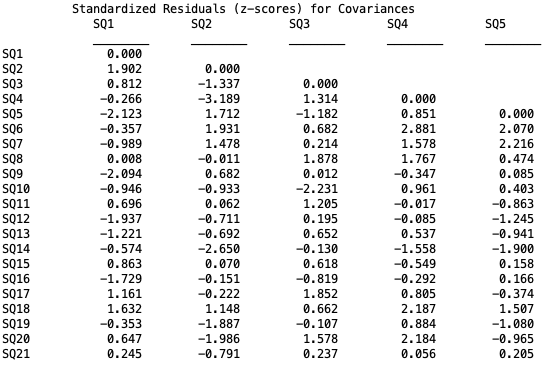 Standardized Residuals (z-scores) for Covariances
SQ1 SQ2 SQ3 SQ4 SQ5
SQ1 0.000
SQ2 1.902 0.000
SQ3 0.812 -1.337 0.000
SQ4 -0.266 -3.189 1.314 0.000
SQ5 -2.123 1.712 -1.182 0.851 0.000
SQ6 -0.357 1.931 0.682 2.881 2.070
SQ7 -0.989 1.478 0.214 1.578 2.216
SQ8 0.008 -0.011 1.878 1.767 0.474
SQ9 -2.094 0.682 0.012 -0.347 0.085
SQ10 -0.946 -0.933 -2.231 0.961 0.403
SQ11 0.696 0.062 1.205 -0.017 -0.863
SQ12 -1.937 -0.711 0.195 -0.085 -1.245
SQ13 -1.221 -0.692 0.652 0.537 -0.941
SQ14 -0.574 -2.650 -0.130 -1.558 -1.900
SQ15 0.863 0.070 0.618 -0.549 0.158
SQ16 -1.729 -0.151 -0.819 -0.292 0.166
SQ17 1.161 -0.222 1.852 0.805 -0.374
SQ18 1.632 1.148 0.662 2.187 1.507
SQ19 -0.353 -1.887 -0.107 0.884 -1.080
SQ20 0.647 -1.986 1.578 2.184 -0.965
SQ21 0.245 -0.791 0.237 0.056 0.205